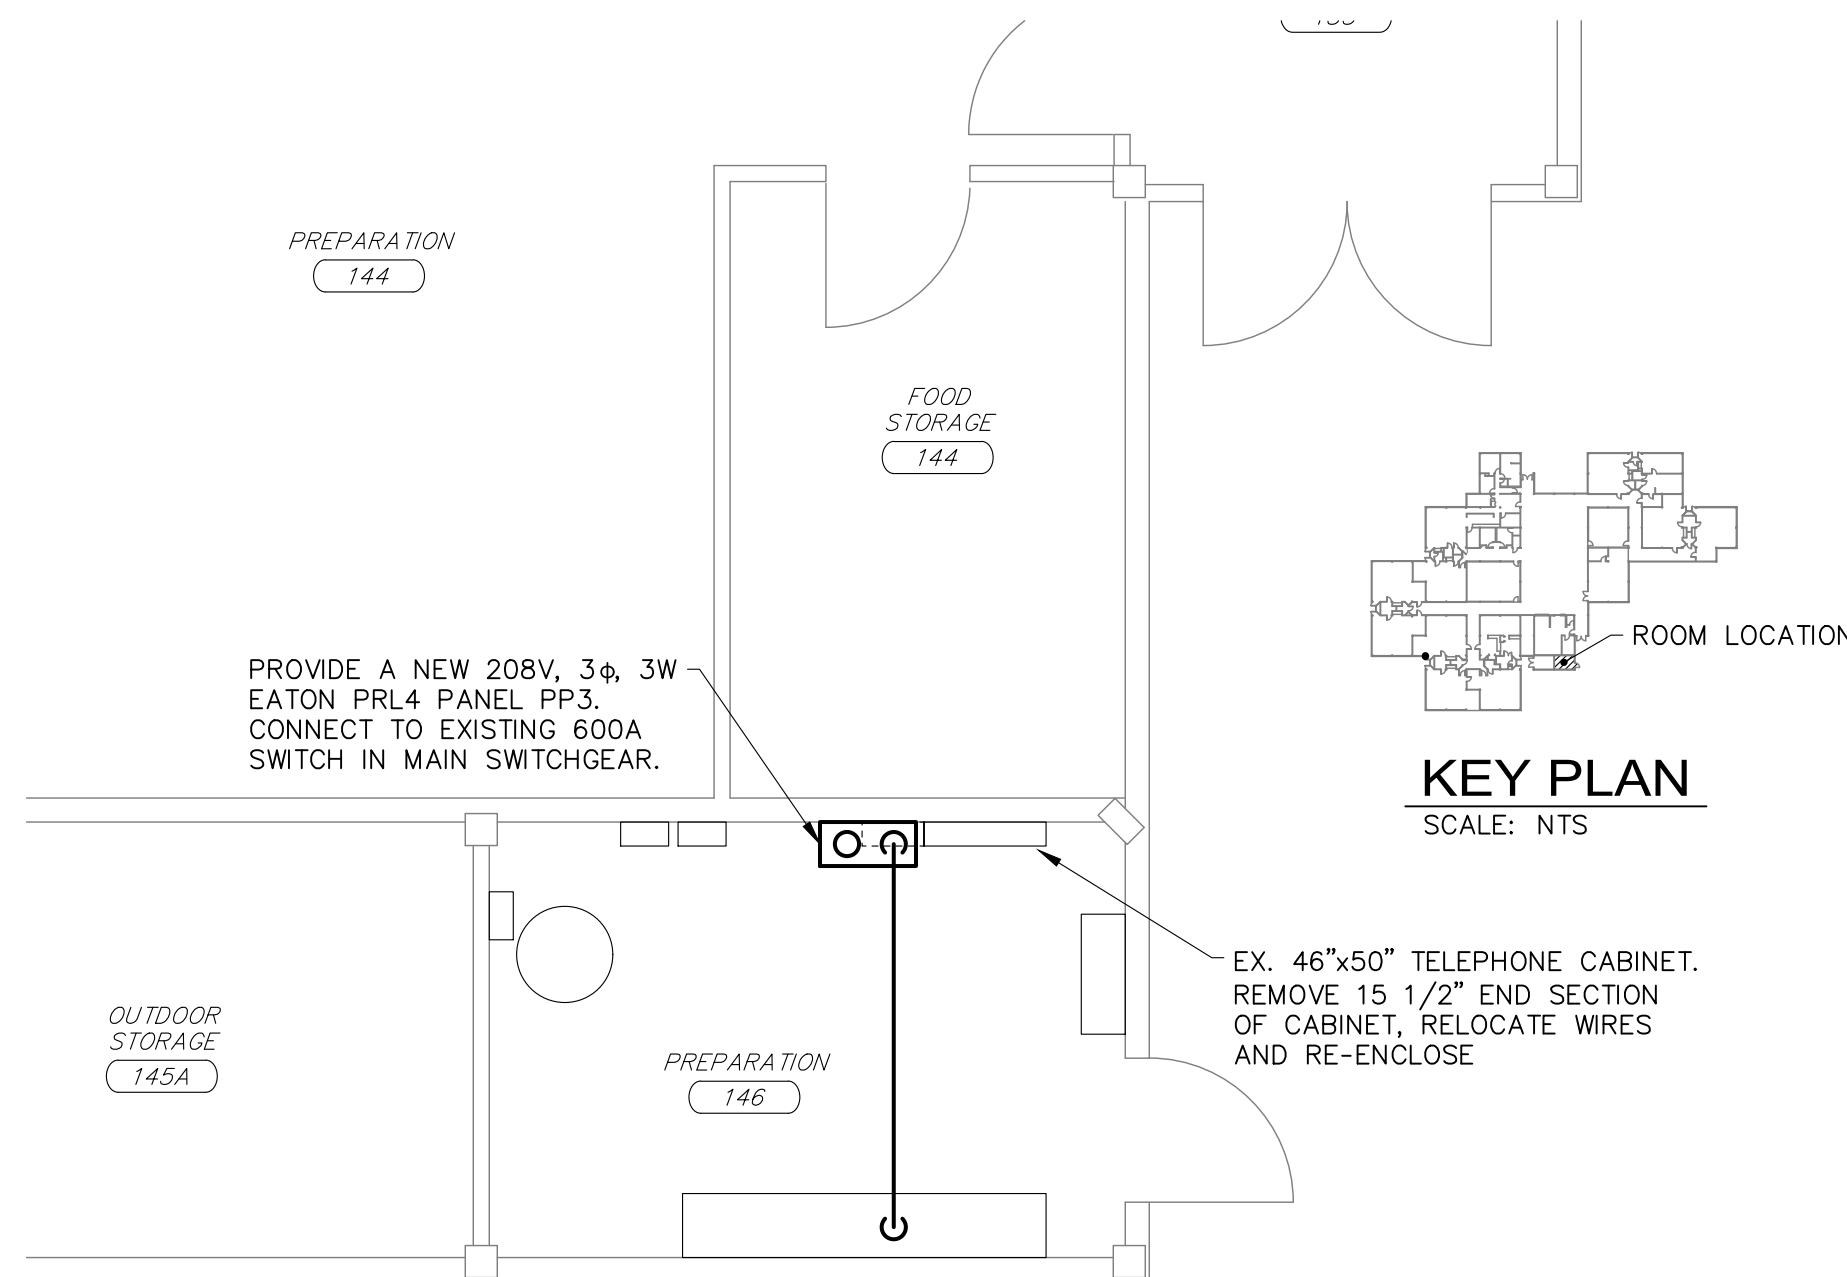 PREPARATION
144
FOOD
STORAGE
144
PROVIDE A NEW 208V, 3φ, 3W
EATON PRL4 PANEL PP3.
CONNECT TO EXISTING 600A
SWITCH IN MAIN SWITCHGEAR.
ROOM LOCATION
KEY PLAN
SCALE: NTS
EX. 46”x50” TELEPHONE CABINET.
REMOVE 15 1/2” END SECTION
OF CABINET, RELOCATE WIRES
AND RE-ENCLOSE
OUTDOOR
STORAGE
145A
PREPARATION
146